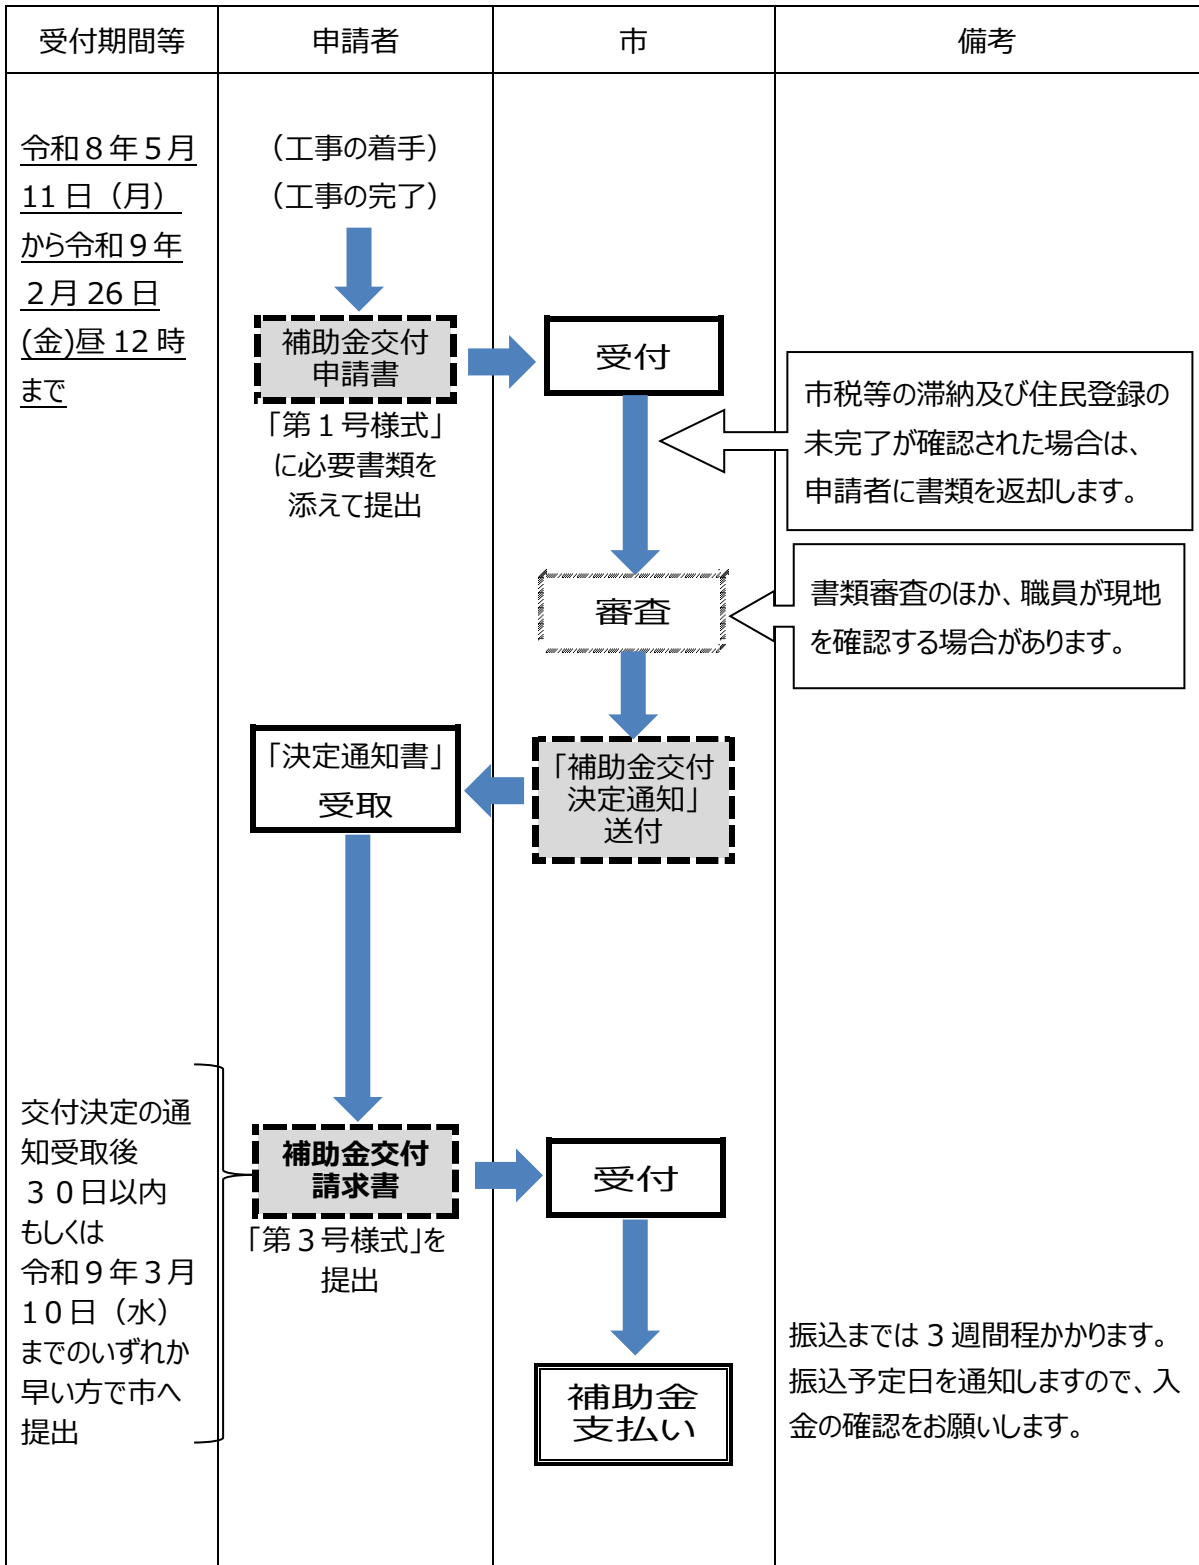 受付期間等
申請者
市
備考
令和８年５月
11日（月）
から令和９年
２月26日
(金)昼12時
まで
（工事の着手）
（工事の完了）
補助金交付
申請書
「第１号様式」
に必要書類を
添えて提出
受付
市税等の滞納及び住民登録の
未完了が確認された場合は、
申請者に書類を返却します。
審査
書類審査のほか、職員が現地
を確認する場合があります。
「補助金交付
決定通知」
送付
「決定通知書」
受取
交付決定の通
知受取後
３０日以内
もしくは
令和９年３月
１０日（水）
までのいずれか
早い方で市へ
提出
補助金交付
請求書
「第３号様式」を
提出
受付
補助金
支払い
振込までは３週間程かかります。
振込予定日を通知しますので、入
金の確認をお願いします。